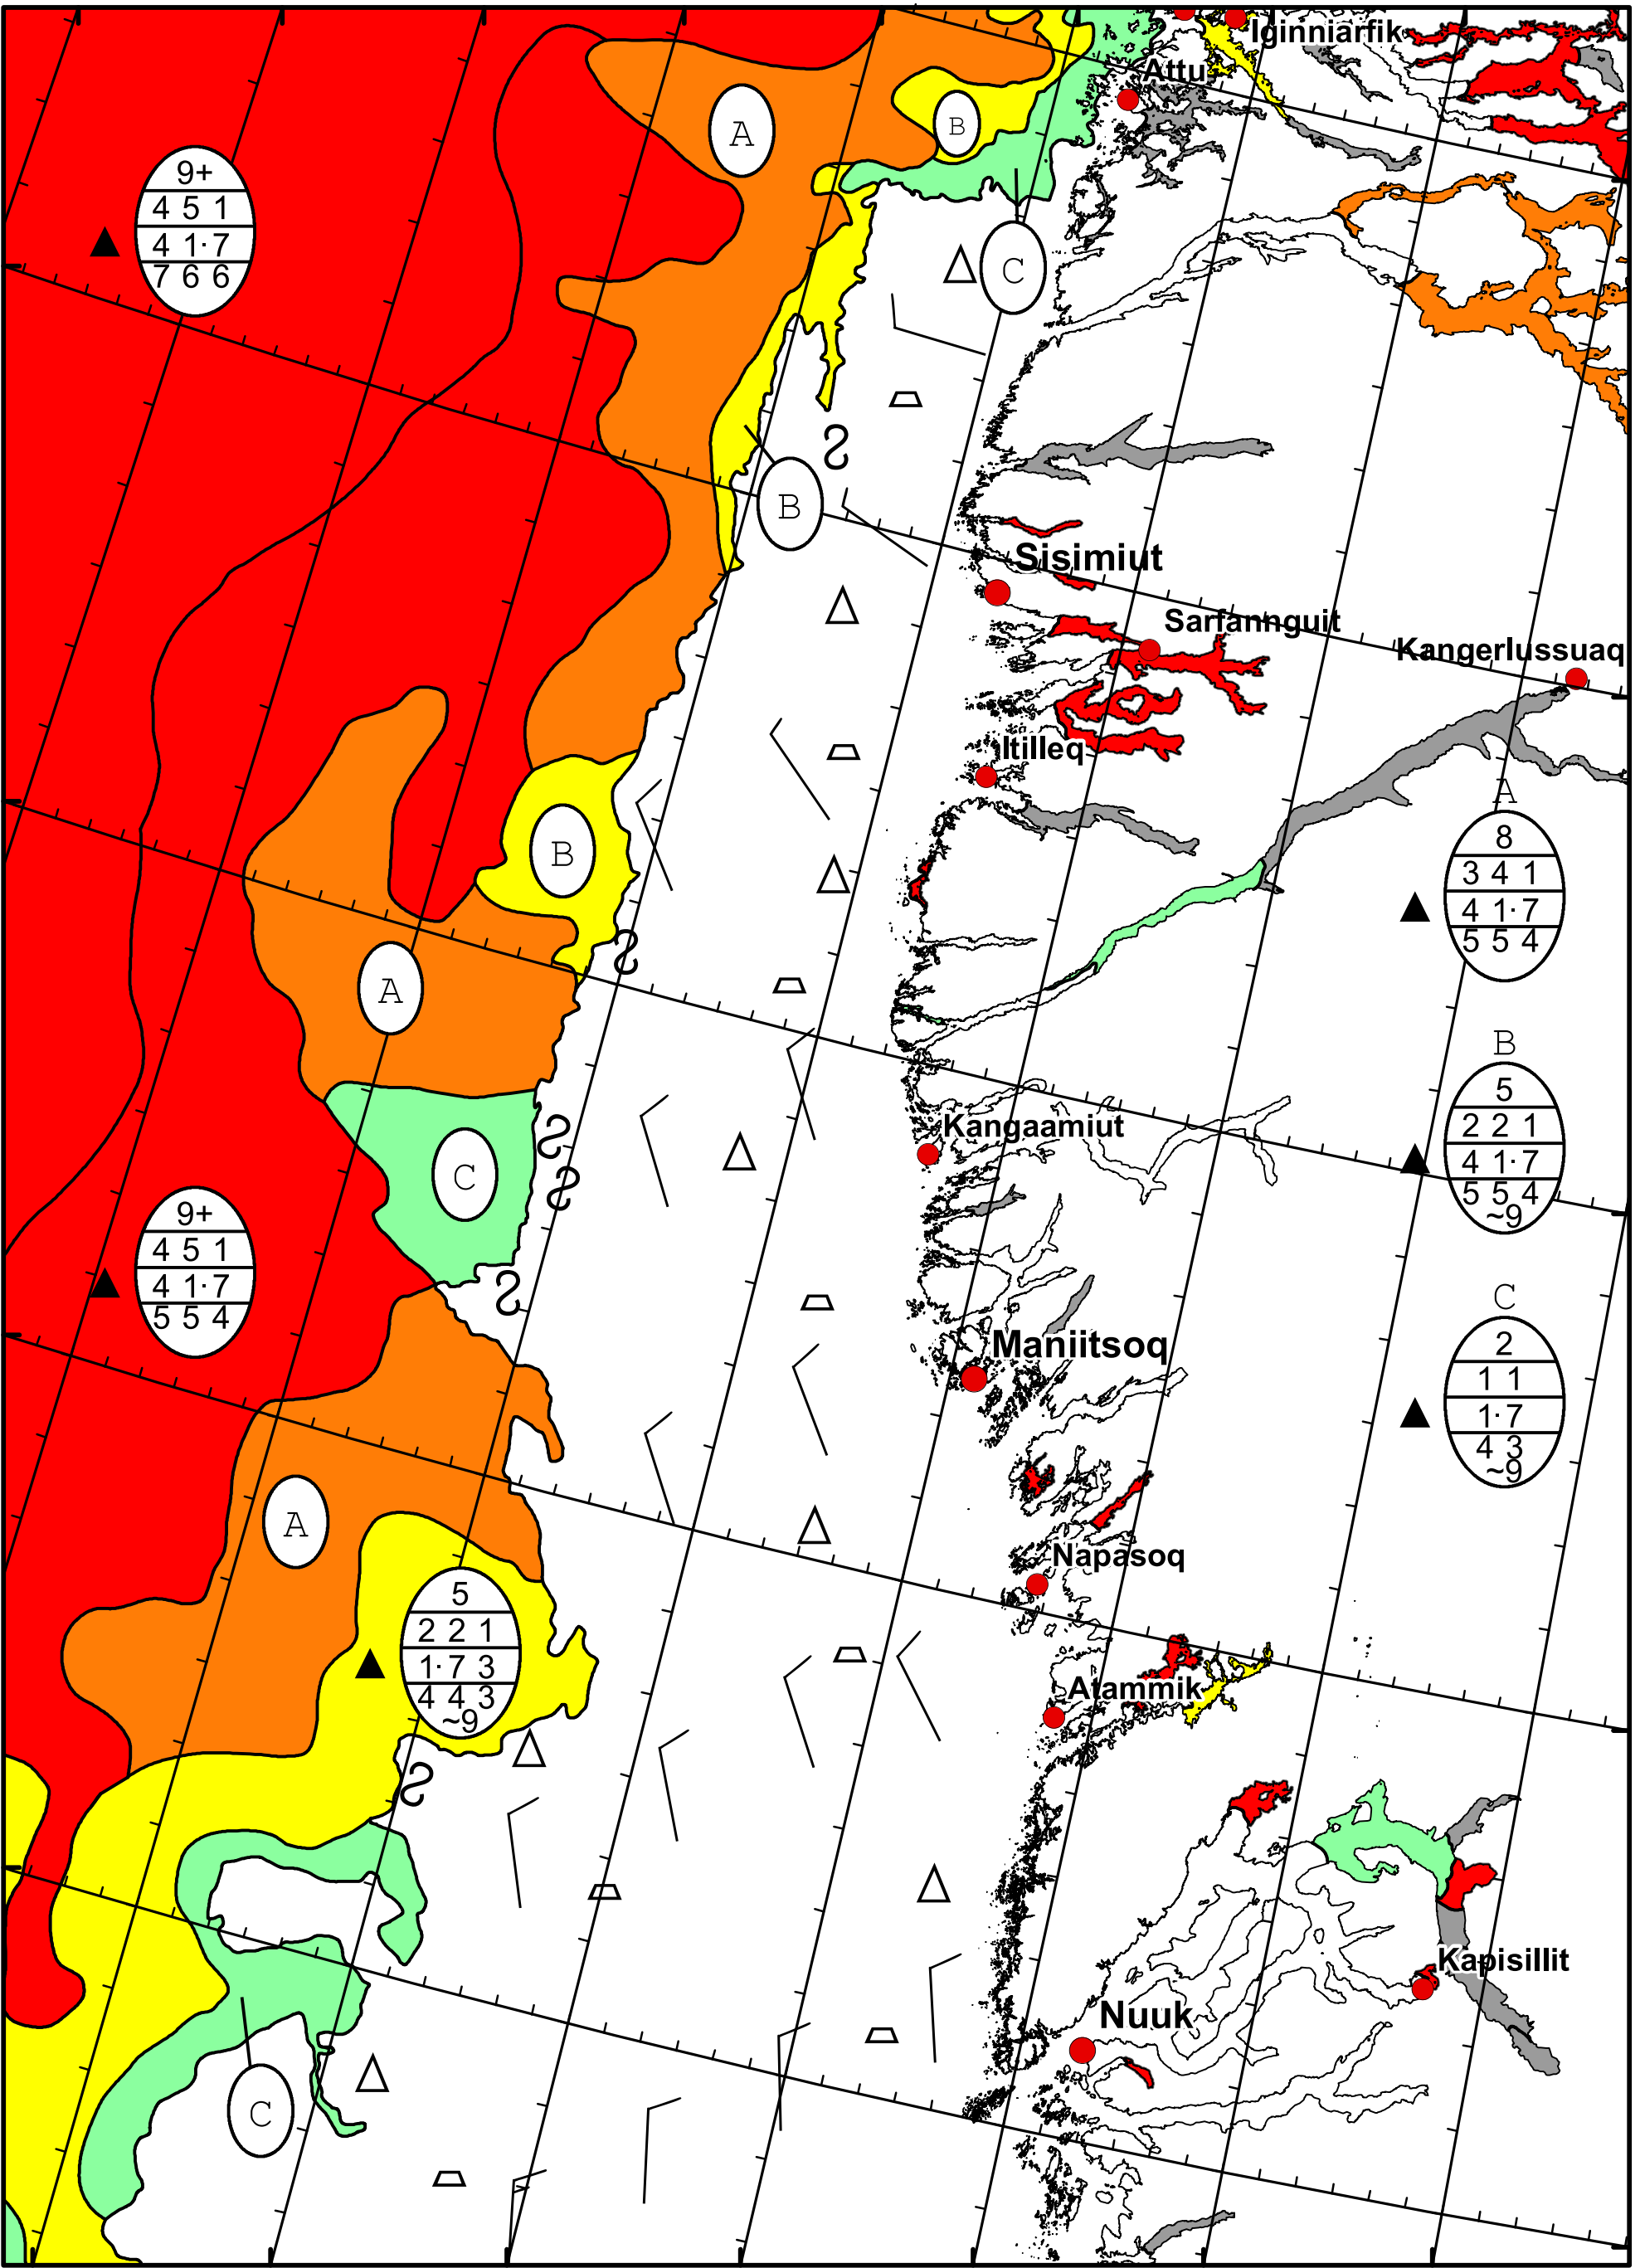 Iginniarfik
Attu
A
B
9+
4 5 1
4 1· 7
7 6 6
C
B
Sisimiut
Sarfannguit
Kangerlussuaq
Itilleq
A
8
3 4 1
4 1· 7
5 5 4
B
A
B
5
2 2 1
4 1· 7
5 5 4
~9
Kangaamiut
C
9+
4 5 1
4 1· 7
5 5 4
C
2
1 1
1· 7
4 3
~9
Maniitsoq
A
Napasoq
5
2 2 1
1· 7 3
4 4 3
~9
Atammik
Kapisillit
Nuuk
C